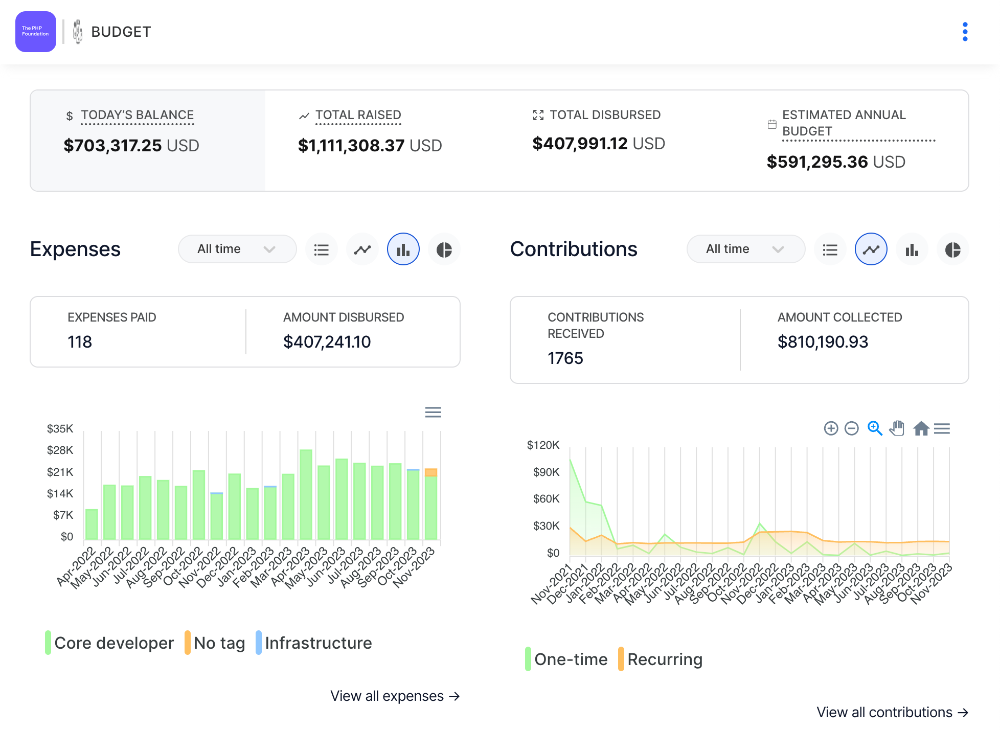 The PHP
Foundation
BUDGET
$ TODAY’S BALANCE
$703,317.25 USD
TOTAL RAISED
$1,111,308.37 USD
TOTAL DISBURSED
$407,991.12 USD
ESTIMATED ANNUAL
BUDGET
$591,295.36 USD
Expenses
All time
EXPENSES PAID
118
AMOUNT DISBURSED
$407,241.10
$35K
$28K
$21K
$14K
$7K
$0
Apr-2022
May-2022
Jun-2022
Jul-2022
Aug-2022
Sep-2022
Oct-2022
Nov-2022
Dec-2022
Jan-2023
Feb-2023
Mar-2023
Apr-2023
May-2023
Jun-2023
Jul-2023
Aug-2023
Sep-2023
Oct-2023
Nov-2023
Core developer
No tag
Infrastructure
View all expenses →
Contributions
All time
CONTRIBUTIONS
RECEIVED
1765
AMOUNT COLLECTED
$810,190.93
$120K
$90K
$60K
$30K
$0
Nov-2021
Dec-2021
Jan-2022
Feb-2022
Mar-2022
Apr-2022
May-2022
Jun-2022
Jul-2022
Aug-2022
Sep-2022
Oct-2022
Nov-2022
Dec-2022
Jan-2023
Feb-2023
Mar-2023
Apr-2023
May-2023
Jun-2023
Jul-2023
Aug-2023
Sep-2023
Oct-2023
Nov-2023
One-time
Recurring
View all contributions →